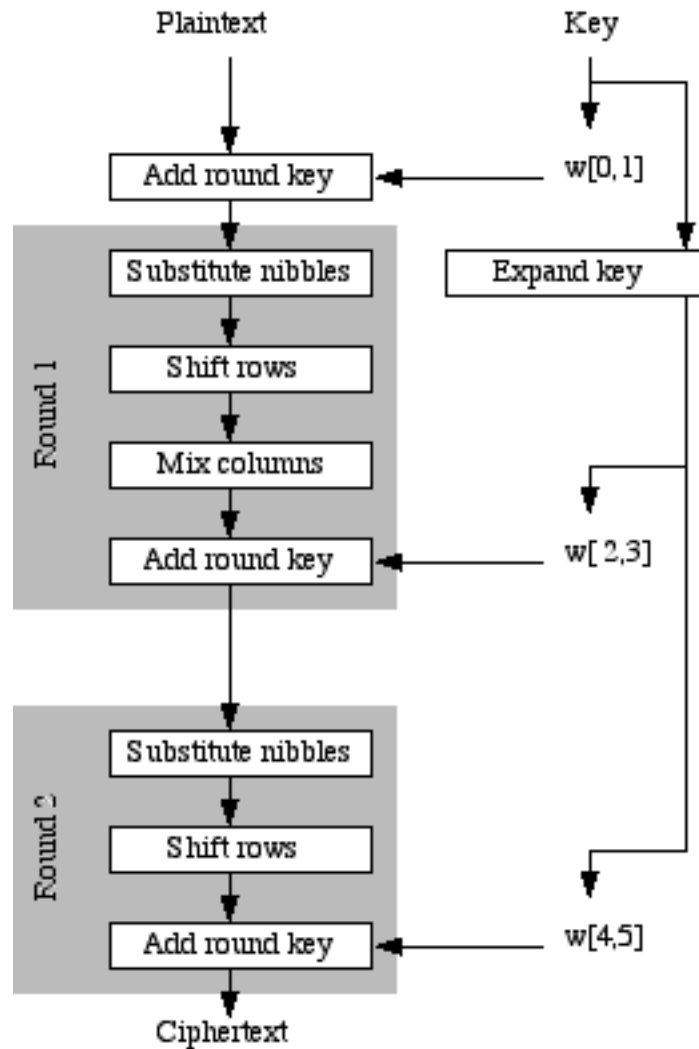 Plaintext
Key
Add round key
w[0,1]
Round 1
Substitute nibbles
Expand key
Shift rows
Mix columns
Add round key
w[ 2,3]
Round 2
Substitute nibbles
Shift rows
Add round key
w[4,5]
Ciphertext